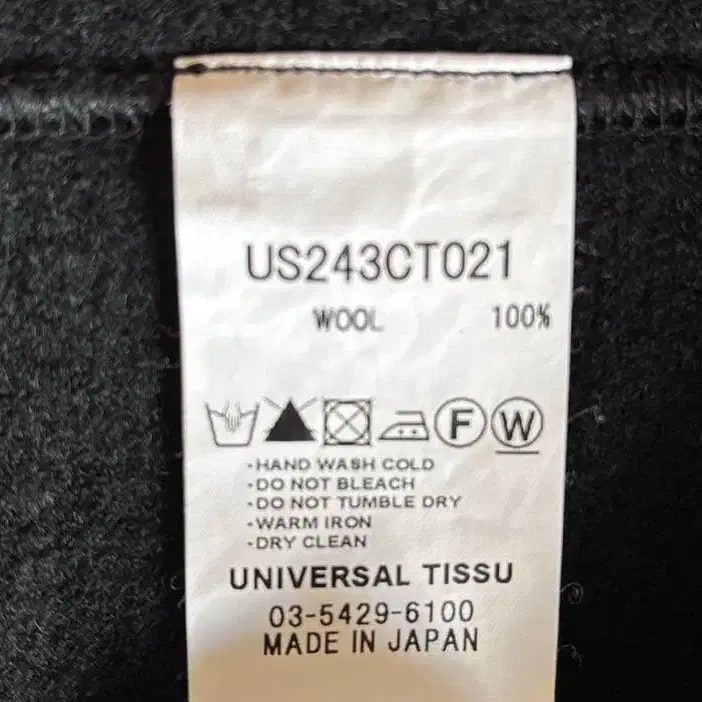 US243CT021
WOOL 100%
F W
·HAND WASH COLD
·DO NOT BLEACH
·DO NOT TUMBLE DRY
·WARM IRON
·DRY CLEAN
UNIVERSAL TISSU
03-5429-6100
MADE IN JAPAN